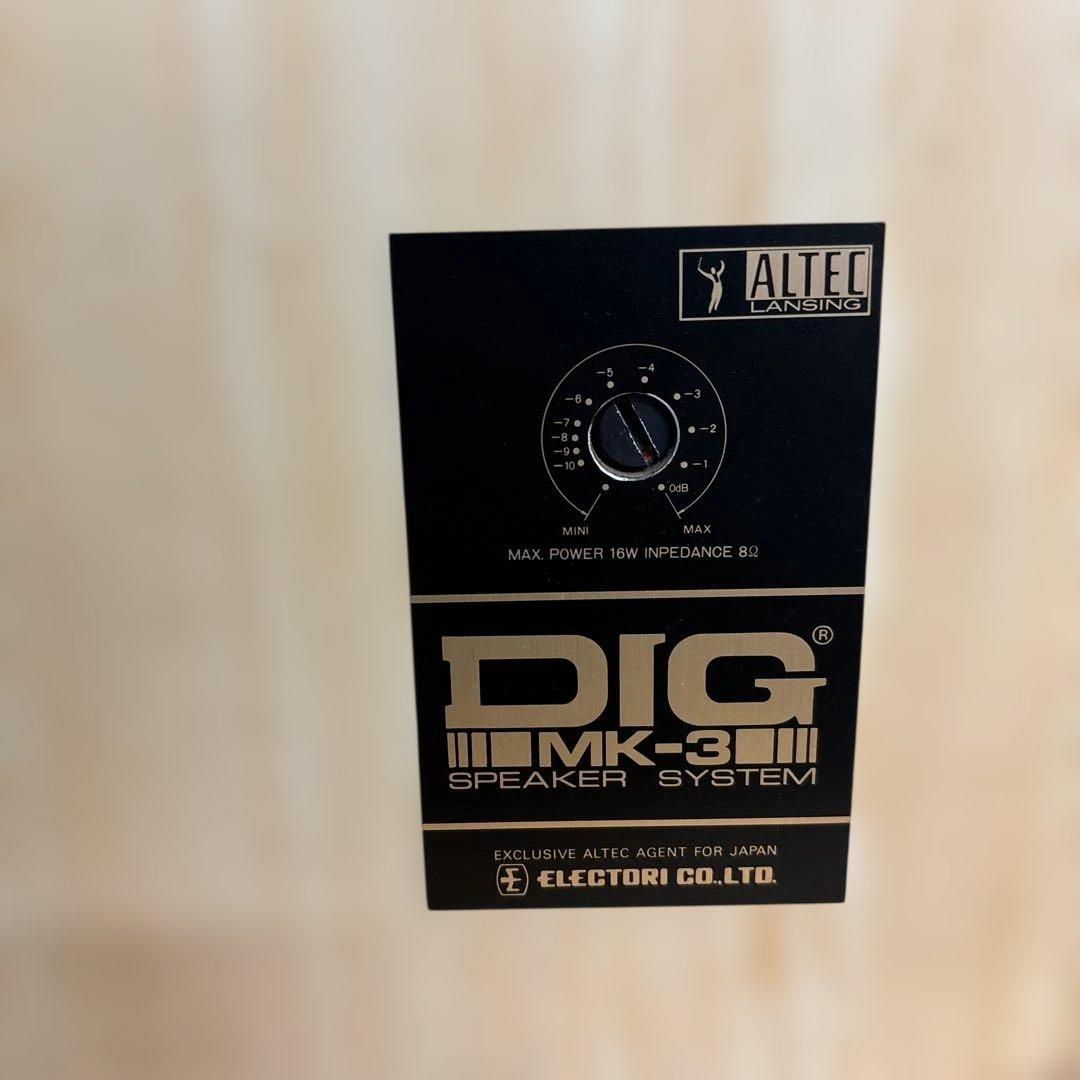 ALTEC
LANSING
-5 -4
-6 -3
-7
-8 -2
-9
-10 -1
0dB
MINI MAX
MAX. POWER 16W INPEDANCE 8Ω
DIG®
MK-3
SPEAKER SYSTEM
EXCLUSIVE ALTEC AGENT FOR JAPAN
E ELECTORI CO.,LTD.